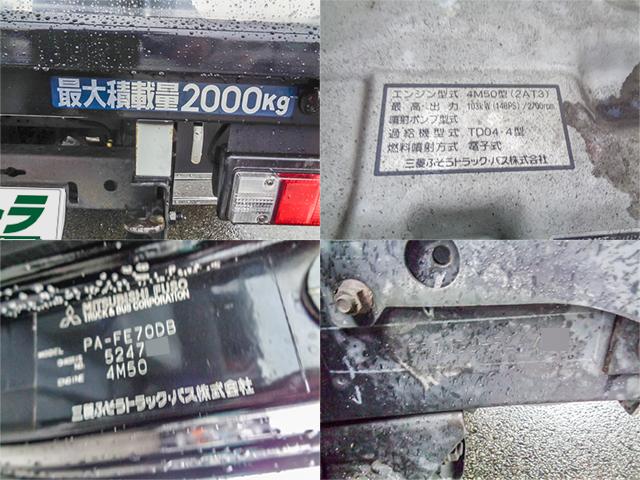 最大積載量2000Kg
ーラ
エンジン型式 4M50型(2AT3)
最高出力 103kW(140PS)/2700rpm
噴射ポンプ型式
過給機型式 TD04-4型
燃料噴射方式 電子式
三菱ふそうトラック・バス株式会社
MITSUBISHI FUSO
TRUCK & BUS CORPORATION
MODEL PA-FE70DB
5247
ENGINE 4M50
三菱ふそうトラック・バス株式会社